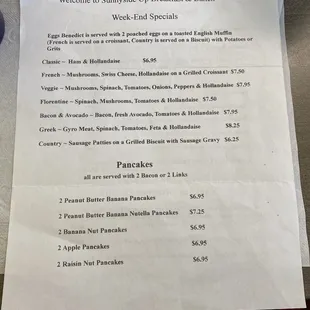 Welcome to Sunnyside Up Breakfast &
Week-End Specials
Eggs Benedict is served with 2 poached eggs on a toasted English Muffin
(French is served on a croissant, Country is served on a Biscuit) with Potatoes or
Grits
Classic – Ham & Hollandaise $6.95
French – Mushrooms, Swiss Cheese, Hollandaise on a Grilled Croissant $7.50
Veggie – Mushrooms, Spinach, Tomatoes, Onions, Peppers & Hollandaise $7.95
Florentine – Spinach, Mushrooms, Tomatoes & Hollandaise $7.50
Bacon & Avocado – Bacon, fresh Avocado, Tomatoes & Hollandaise $7.95
Greek – Gyro Meat, Spinach, Tomatoes, Feta & Hollandaise $8.25
Country – Sausage Patties on a Grilled Biscuit with Sausage Gravy $6.25
Pancakes
all are served with 2 Bacon or 2 Links
2 Peanut Butter Banana Pancakes $6.95
2 Peanut Butter Banana Nutella Pancakes $7.25
2 Banana Nut Pancakes $6.95
2 Apple Pancakes $6.95
2 Raisin Nut Pancakes $6.95